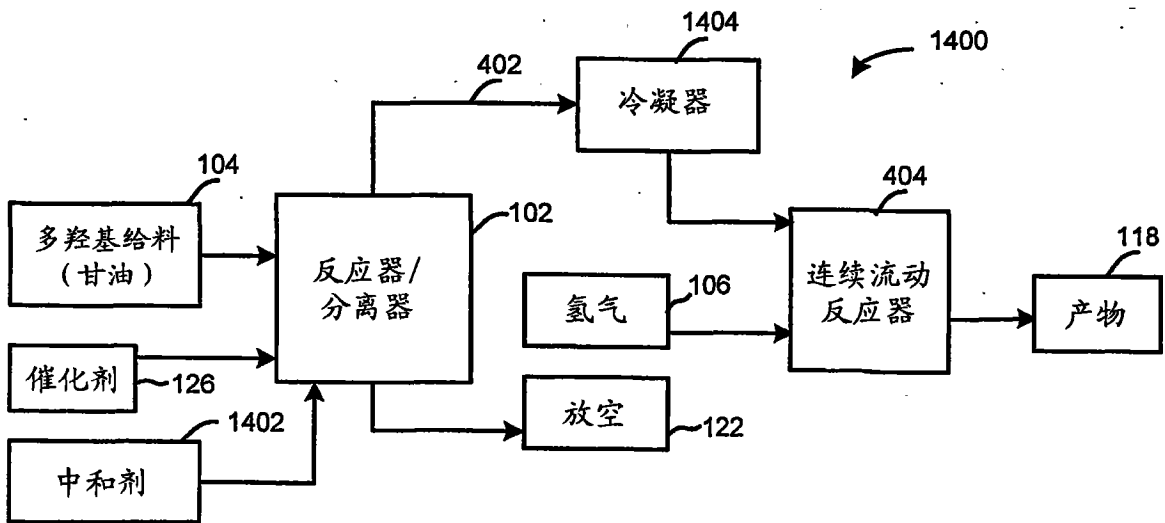 1404
1400
402
冷凝器
104
404
102
多羟基给料
(甘油)
118
反应器/
分离器
连续流动
反应器
氢气
106
产物
催化剂
126
放空
122
1402
中和剂